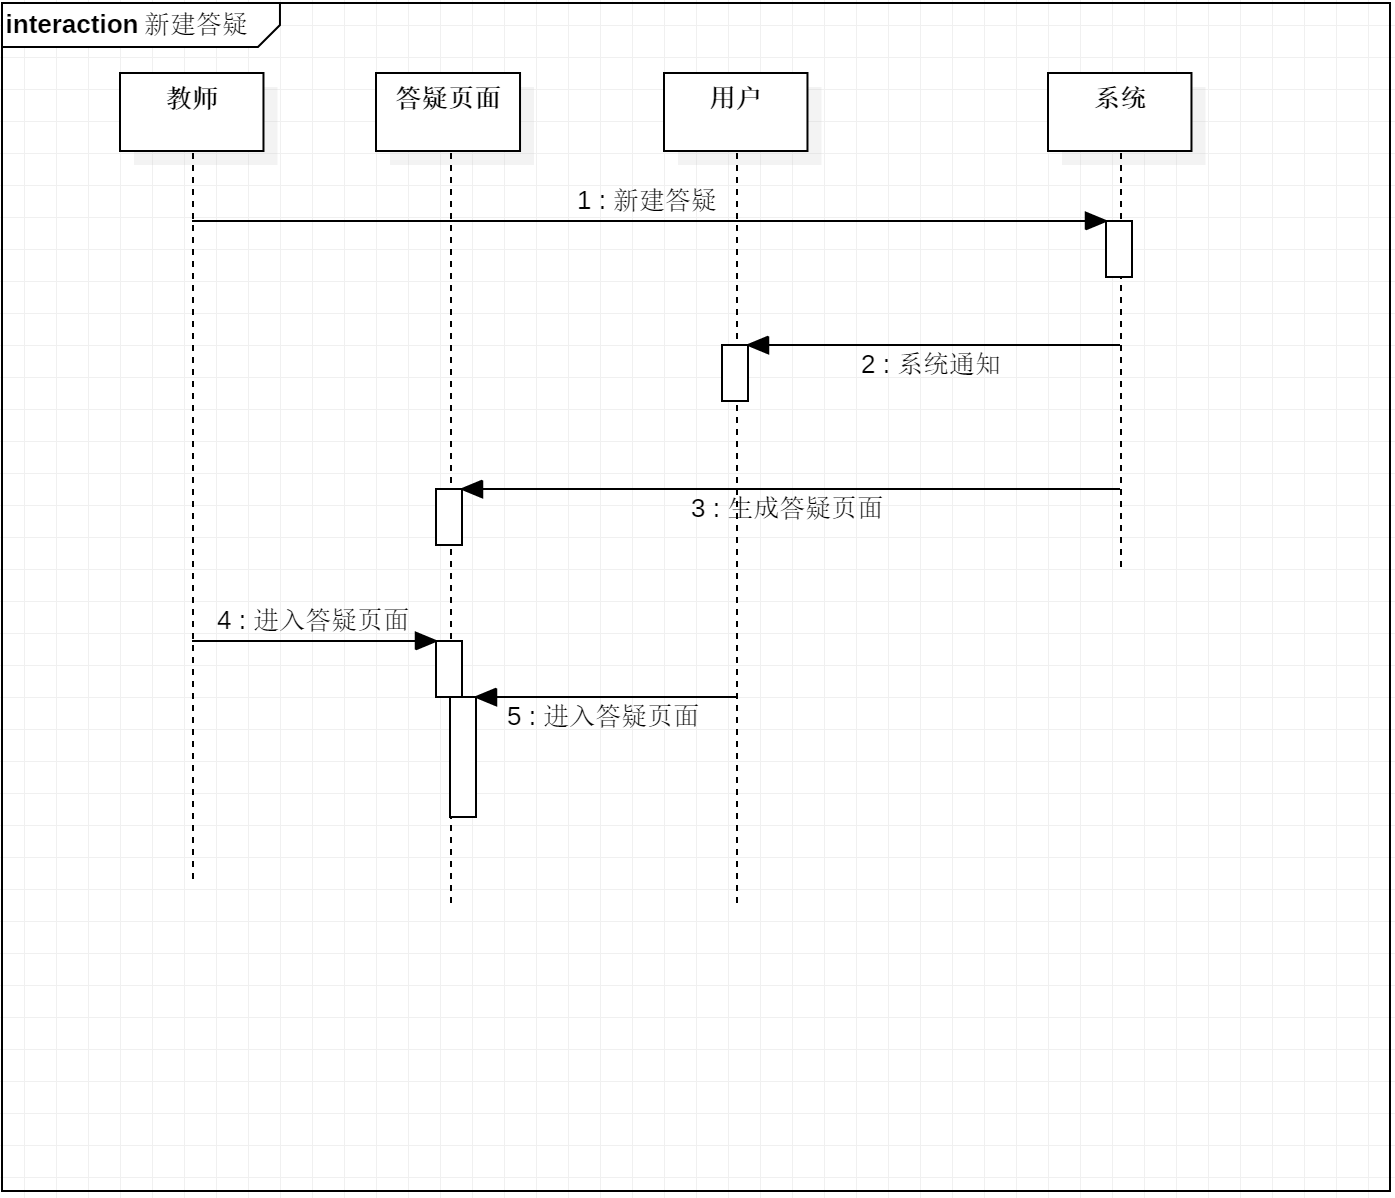 interaction 新建答疑
教师
答疑页面
用户
系统
1 : 新建答疑
2 : 系统通知
3 : 生成答疑页面
4 : 进入答疑页面
5 : 进入答疑页面